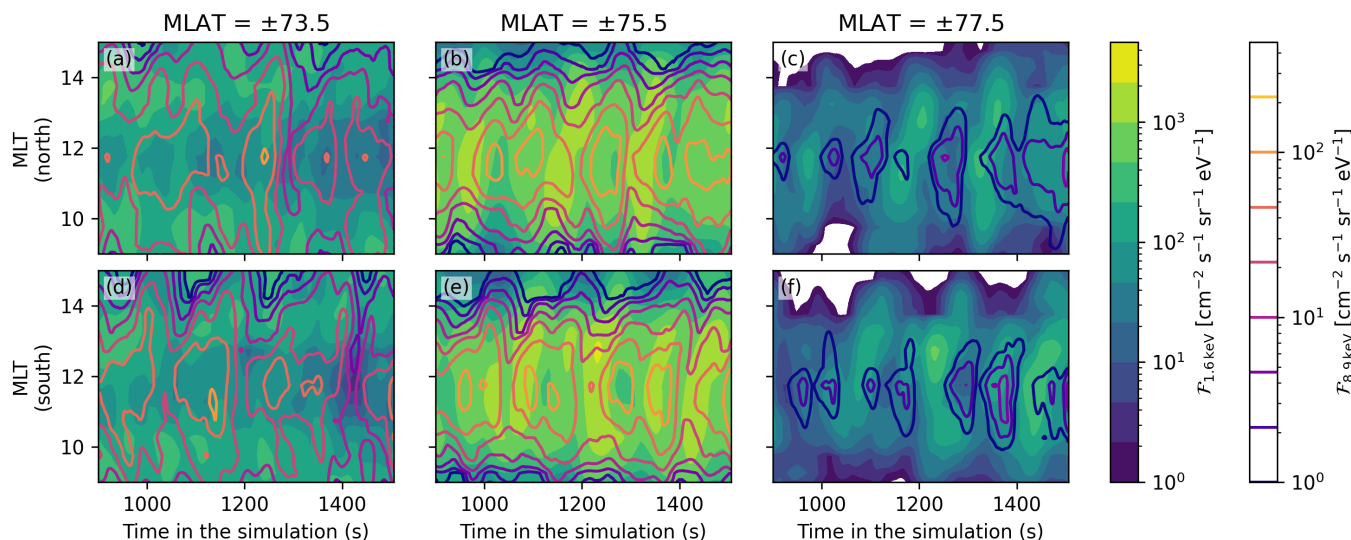 MLAT = ±73.5
MLAT = ±75.5
MLAT = ±77.5
(a)
(b)
(c)
14
12
10
MLT
(north)
(d)
(e)
(f)
14
12
10
MLT
(south)
1000 1200 1400
1000 1200 1400
1000 1200 1400
Time in the simulation (s)
Time in the simulation (s)
Time in the simulation (s)
10³
10²
10¹
10⁰
ℱ1.6 keV [cm⁻² s⁻¹ sr⁻¹ eV⁻¹]
10²
10¹
10⁰
ℱ8.9 keV [cm⁻² s⁻¹ sr⁻¹ eV⁻¹]